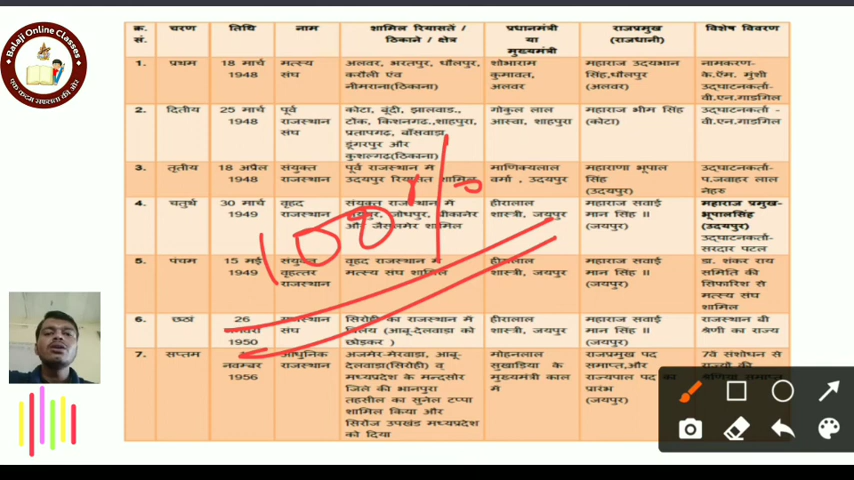 Balaji Online Classes
एक कदम सफलता की ओर
क्र. सं. चरण तिथि नाम शामिल रियासतें / ठिकाने / क्षेत्र प्रधानमंत्री या मुख्यमंत्री राजप्रमुख (राजधानी) विशेष विवरण
1. प्रथम 18 मार्च 1948 मत्स्य संघ अलवर, भरतपुर, धौलपुर, करौली एंव नीमराना(ठिकाना) शोभाराम कुमावत, अलवर महाराज उदयभान सिंह,धौलपुर (अलवर) नामकरण- के.एँम. मुंशी उद्घाटनकर्ता- वी.एन.गाडगिल
2. द्वितीय 25 मार्च 1948 पूर्व राजस्थान संघ कोटा, बूंदी, झालवाड., टोंक, किशनगढ.,शाहपुरा, प्रतापगढ, बाँसवाडा, डूंगरपुर और कुशलगढ(ठिकाना) गोकुल लाल आस्वा, शाहपुरा महाराज भीम सिंह (कोटा) उद्घाटनकर्ता - वी.एन.गाडगिल
3. तृतीय 18 अप्रैल 1948 संयुक्त राजस्थान पूर्व राजस्थान में उदयपुर रियासत शामिल माणिक्यलाल वर्मा , उदयपुर महाराणा भूपाल सिंह (उदयपुर) उद्घाटनकर्ता- प.जवाहर लाल नेहरु
4. चतुर्थ 30 मार्च 1949 वृहद राजस्थान संयुक्त राजस्थान में जोधपुर, बीकानेर और जैसलमेर शामिल हीरालाल शास्त्री, जयपुर महाराज सवाई मान सिंह II (जयपुर) महाराज प्रमुख- भूपालसिंह (उदयपुर) उद्घाटनकर्ता- सरदार पटल
5. पंचम 15 मई 1949 संयुक्त वृहत्तर राजस्थान वृहद राजस्थान में मत्स्य संघ शामिल हीरालाल शास्त्री, जयपुर महाराज सवाई मान सिंह II (जयपुर) डा. शंकर राय समिति की सिफारिश से मत्स्य संघ शामिल
6. छठां 26 जनवरी 1950 राजस्थान संघ सिरोही का राजस्थान में विलय (आबू-देलवाडा को छोड़कर ) हीरालाल शास्त्री, जयपुर महाराज सवाई मान सिंह II (जयपुर) राजस्थान बी श्रेणी का राज्य
7. सप्तम नवम्बर 1956 आधुनिक राजस्थान अजमेर-मेरवाडा, आबू- देलवाडा(सिरोही) व मध्यप्रदेश के मन्दसोर जिले की भानपुरा तहसील का सुनेल टप्पा शामिल किया और सिरोंज उपखंड मध्यप्रदेश को दिया मोहनलाल सुखाडिया के मुख्यमंत्री काल में राजप्रमुख पद समाप्त,और राज्यपाल पद का प्रारंभ (जयपुर) 7वें संशोधन से राज्यों की
100%